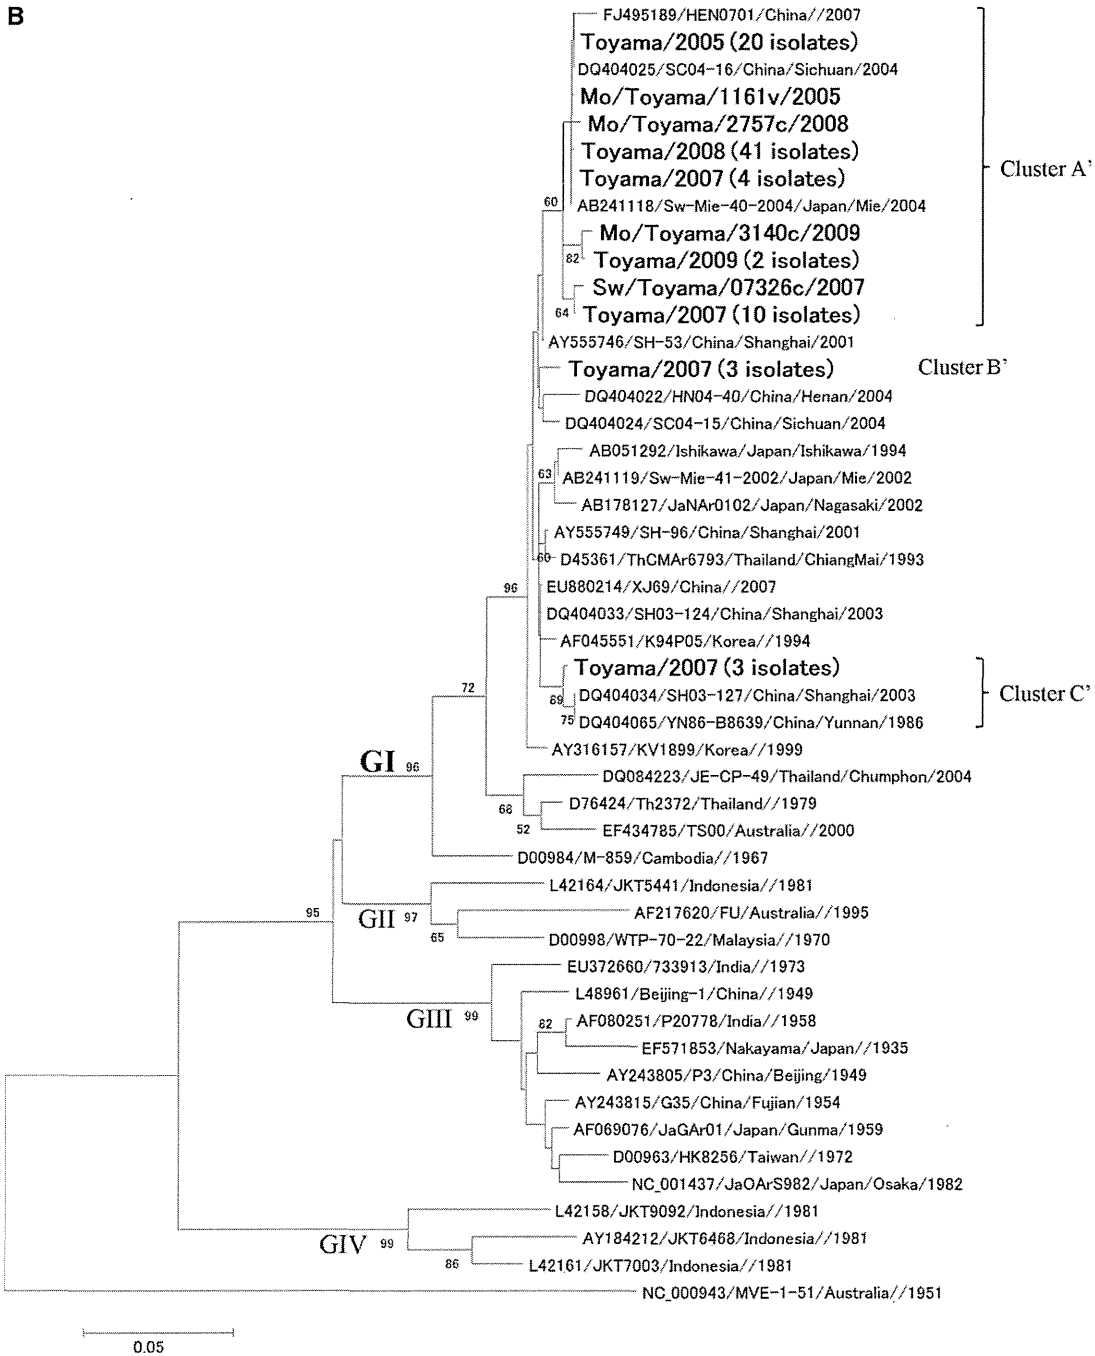 B
FJ495189/HEN0701/China//2007
Toyama/2005 (20 isolates)
DQ404025/SC04-16/China/Sichuan/2004
Mo/Toyama/1161v/2005
Mo/Toyama/2757c/2008
Toyama/2008 (41 isolates)
Toyama/2007 (4 isolates)
Cluster A'
60
AB241118/Sw-Mie-40-2004/Japan/Mie/2004
Mo/Toyama/3140c/2009
82
Toyama/2009 (2 isolates)
Sw/Toyama/07326c/2007
64
Toyama/2007 (10 isolates)
AY555746/SH-53/China/Shanghai/2001
Toyama/2007 (3 isolates)
Cluster B'
DQ404022/HN04-40/China/Henan/2004
DQ404024/SC04-15/China/Sichuan/2004
AB051292/Ishikawa/Japan/Ishikawa/1994
63
AB241119/Sw-Mie-41-2002/Japan/Mie/2002
AB178127/JaNAr0102/Japan/Nagasaki/2002
AY555749/SH-96/China/Shanghai/2001
60
D45361/ThCMAr6793/Thailand/ChiangMai/1993
96
EU880214/XJ69/China//2007
DQ404033/SH03-124/China/Shanghai/2003
AF045551/K94P05/Korea//1994
Toyama/2007 (3 isolates)
72
89
DQ404034/SH03-127/China/Shanghai/2003
Cluster C'
75
DQ404065/YN86-B8639/China/Yunnan/1986
AY316157/KV1899/Korea//1999
GI 96
DQ084223/JE-CP-49/Thailand/Chumphon/2004
68
D76424/Th2372/Thailand//1979
52
EF434785/TS00/Australia//2000
D00984/M-859/Cambodia//1967
L42164/JKT5441/Indonesia//1981
95
GII 97
AF217620/FU/Australia//1995
65
D00998/WTP-70-22/Malaysia//1970
EU372660/733913/India//1973
L48961/Beijing-1/China//1949
GIII 99
82
AF080251/P20778/India//1958
EF571853/Nakayama/Japan//1935
AY243805/P3/China/Beijing/1949
AY243815/G35/China/Fujian/1954
AF069076/JaGAr01/Japan/Gunma/1959
D00963/HK8256/Taiwan//1972
NC_001437/JaOArS982/Japan/Osaka/1982
L42158/JKT9092/Indonesia//1981
GIV 99
AY184212/JKT6468/Indonesia//1981
86
L42161/JKT7003/Indonesia//1981
NC_000943/MVE-1-51/Australia//1951
0.05